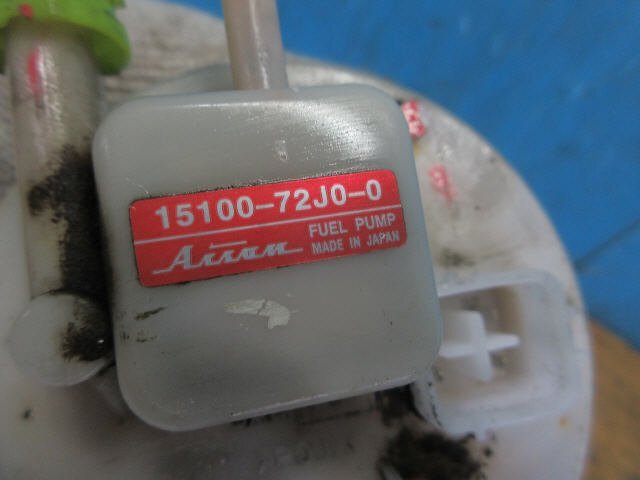 15100-72J0-0
Aisan
FUEL PUMP
MADE IN JAPAN